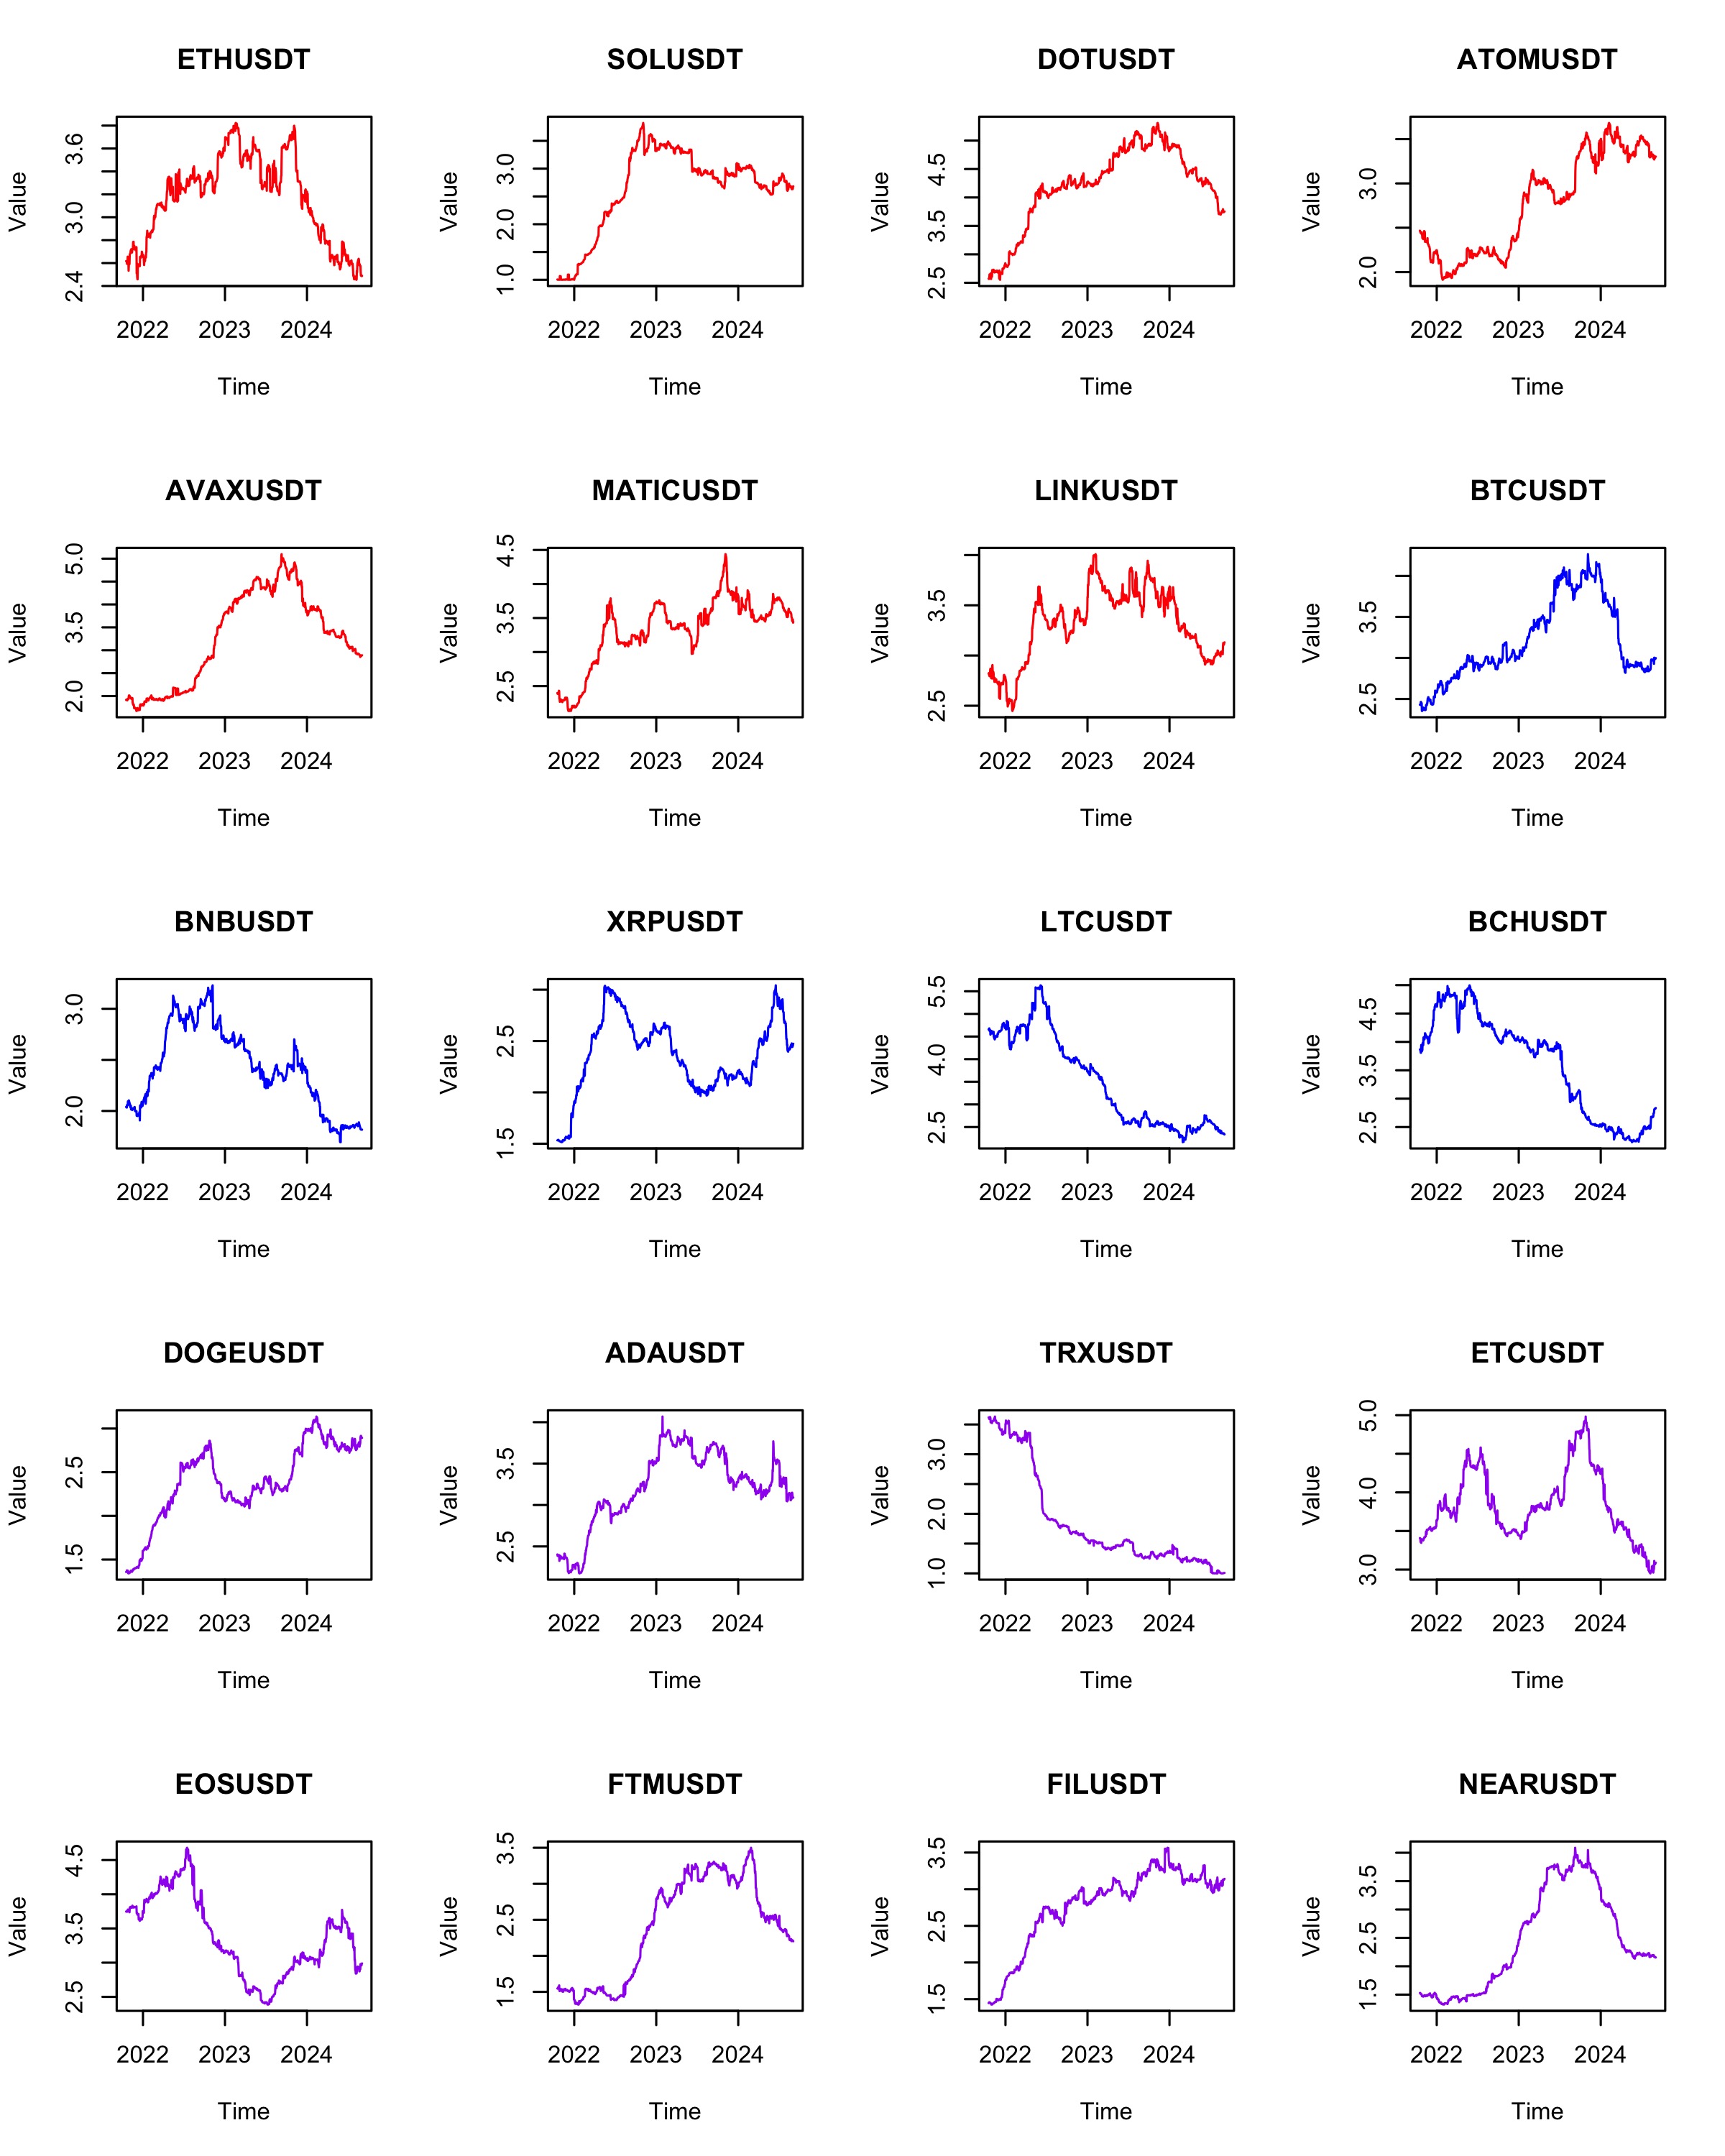 ETHUSDT SOLUSDT DOTUSDT ATOMUSDT
Value 2.4 3.0 3.6 Value 1.0 2.0 3.0 Value 2.5 3.5 4.5 Value 2.0 3.0
2022 2023 2024 2022 2023 2024 2022 2023 2024 2022 2023 2024
Time Time Time Time
AVAXUSDT MATICUSDT LINKUSDT BTCUSDT
Value 2.0 3.5 5.0 Value 2.5 3.5 4.5 Value 2.5 3.5 Value 2.5 3.5
2022 2023 2024 2022 2023 2024 2022 2023 2024 2022 2023 2024
Time Time Time Time
BNBUSDT XRPUSDT LTCUSDT BCHUSDT
Value 2.0 3.0 Value 1.5 2.5 Value 2.5 4.0 5.5 Value 2.5 3.5 4.5
2022 2023 2024 2022 2023 2024 2022 2023 2024 2022 2023 2024
Time Time Time Time
DOGEUSDT ADAUSDT TRXUSDT ETCUSDT
Value 1.5 2.5 Value 2.5 3.5 Value 1.0 2.0 3.0 Value 3.0 4.0 5.0
2022 2023 2024 2022 2023 2024 2022 2023 2024 2022 2023 2024
Time Time Time Time
EOSUSDT FTMUSDT FILUSDT NEARUSDT
Value 2.5 3.5 4.5 Value 1.5 2.5 3.5 Value 1.5 2.5 3.5 Value 1.5 2.5 3.5
2022 2023 2024 2022 2023 2024 2022 2023 2024 2022 2023 2024
Time Time Time Time